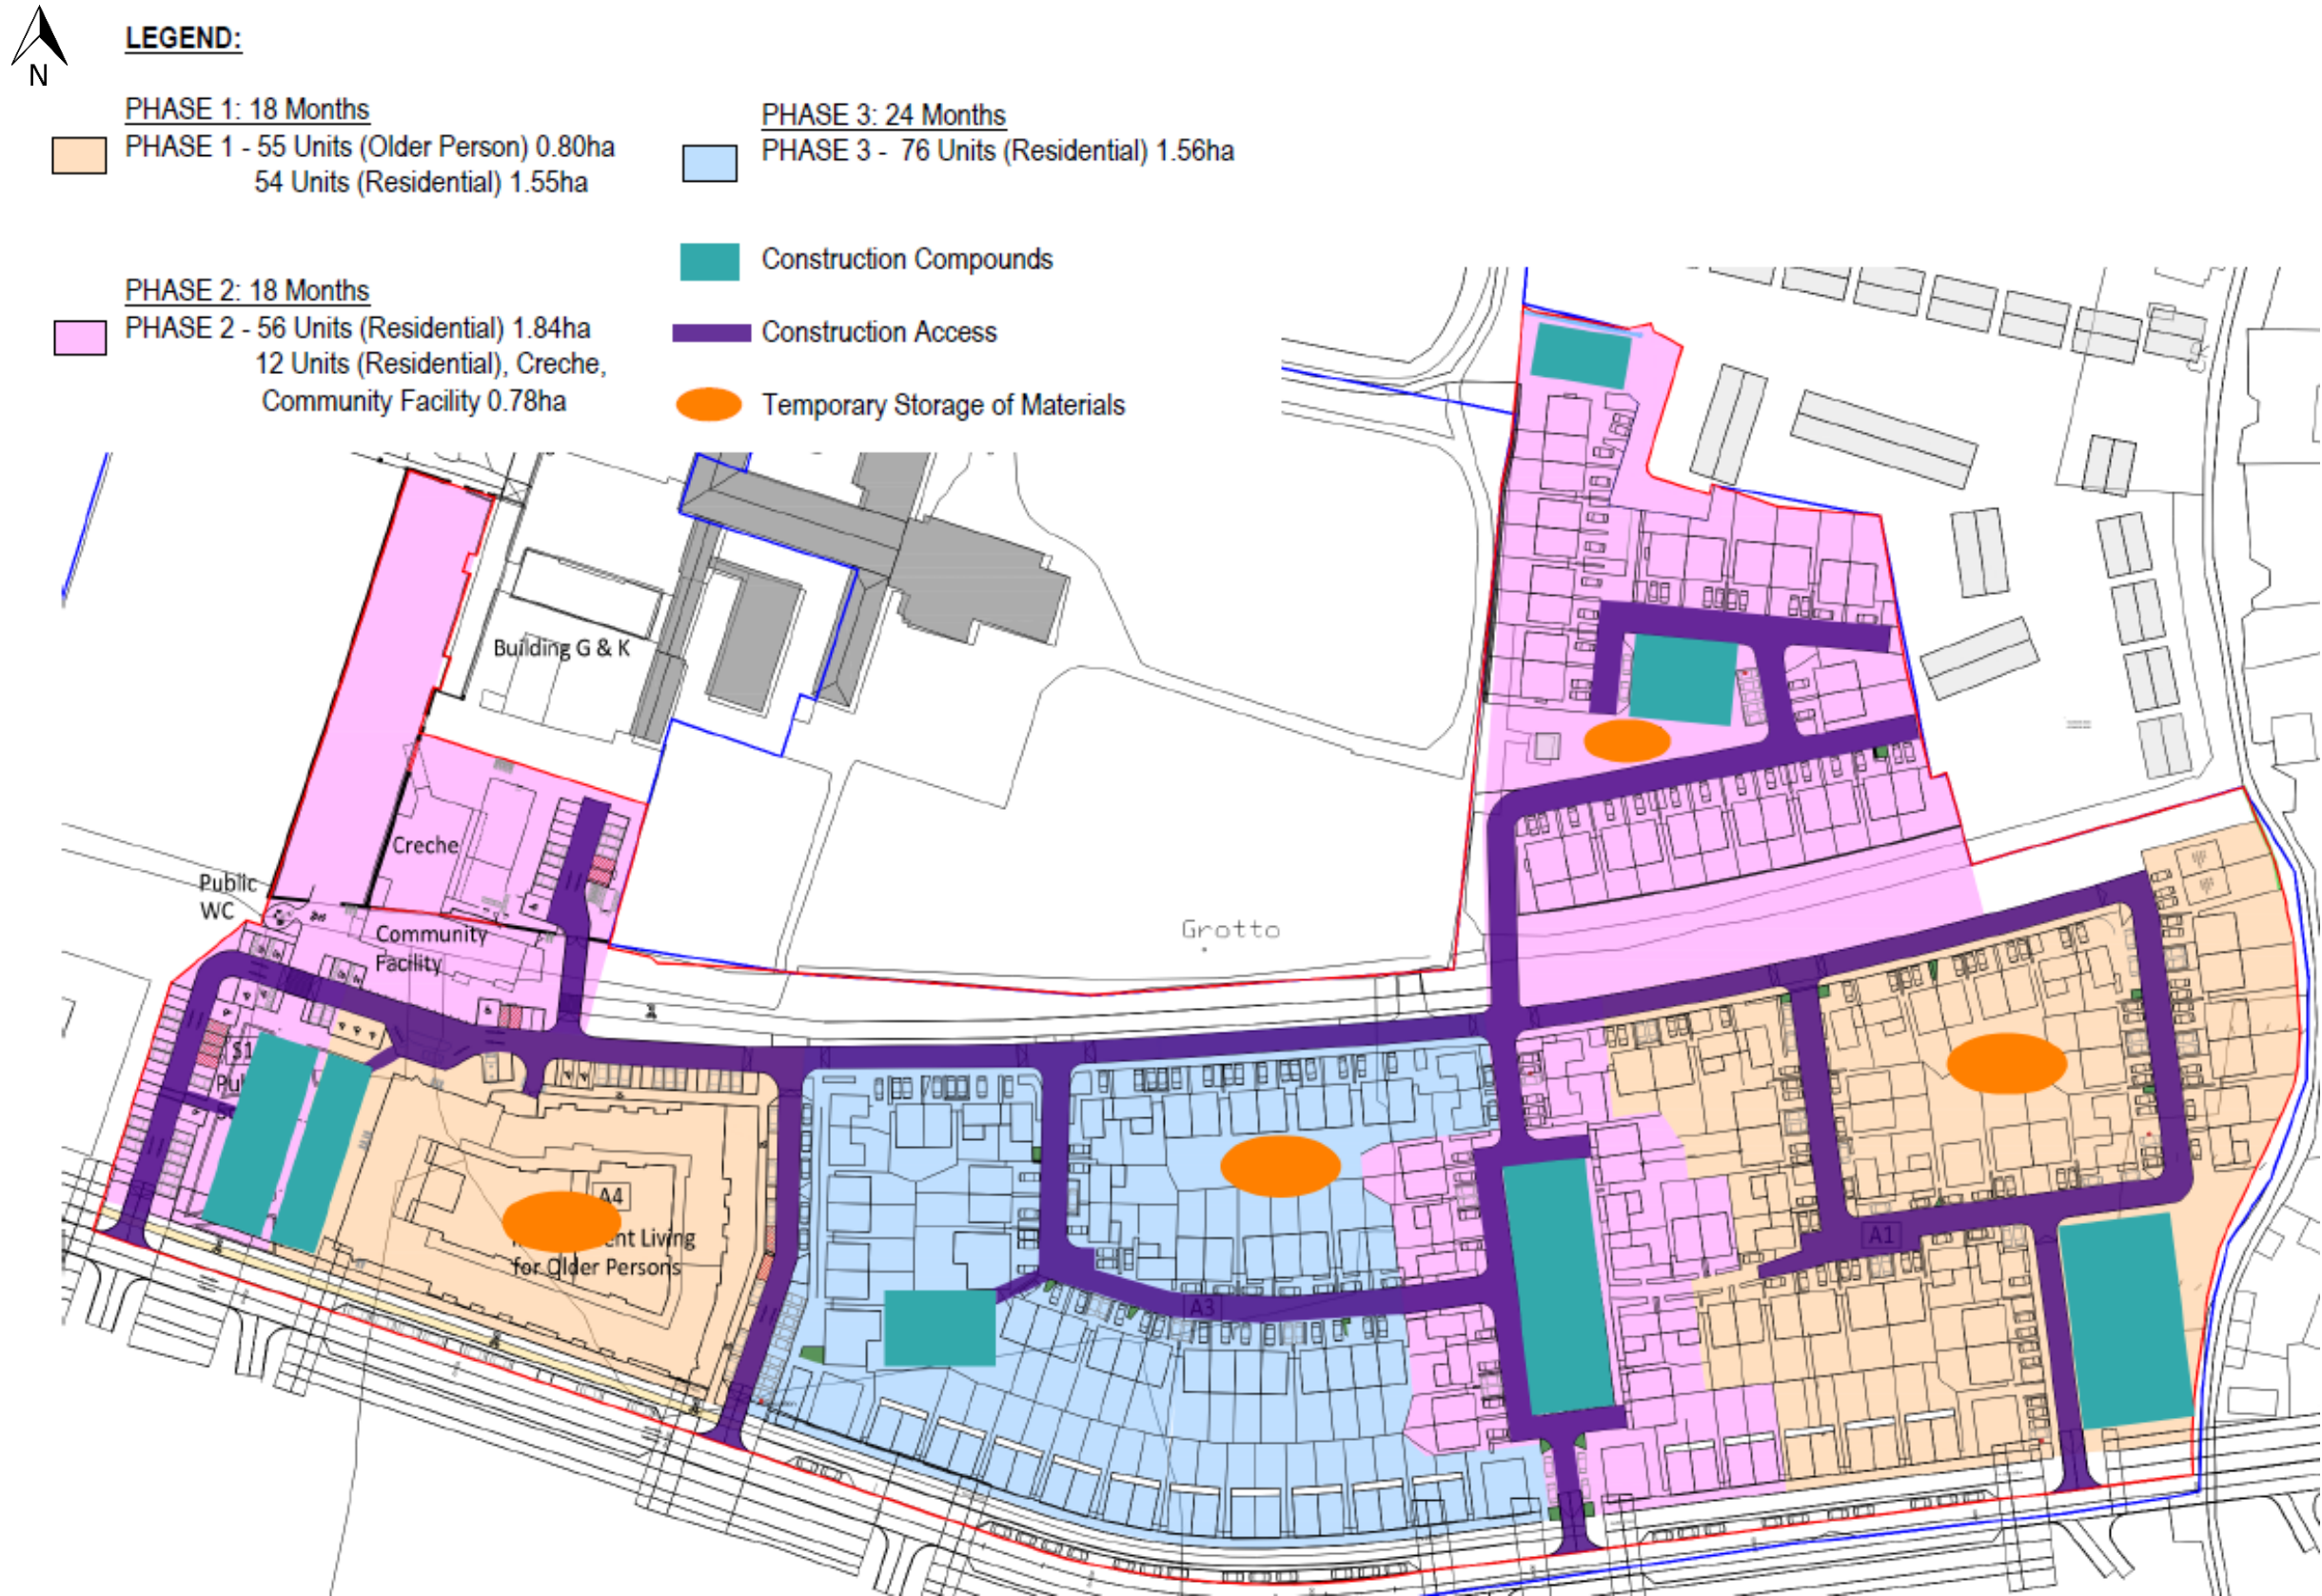 N
LEGEND:
PHASE 1: 18 Months
PHASE 1 - 55 Units (Older Person) 0.80ha
54 Units (Residential) 1.55ha
PHASE 2: 18 Months
PHASE 2 - 56 Units (Residential) 1.84ha
12 Units (Residential), Creche,
Community Facility 0.78ha
PHASE 3: 24 Months
PHASE 3 - 76 Units (Residential) 1.56ha
Construction Compounds
Construction Access
Temporary Storage of Materials
Building G & K
Creche
Public
WC
Community
Facility
Grotto
S1
A4
Living
for Older Persons
A3
A1